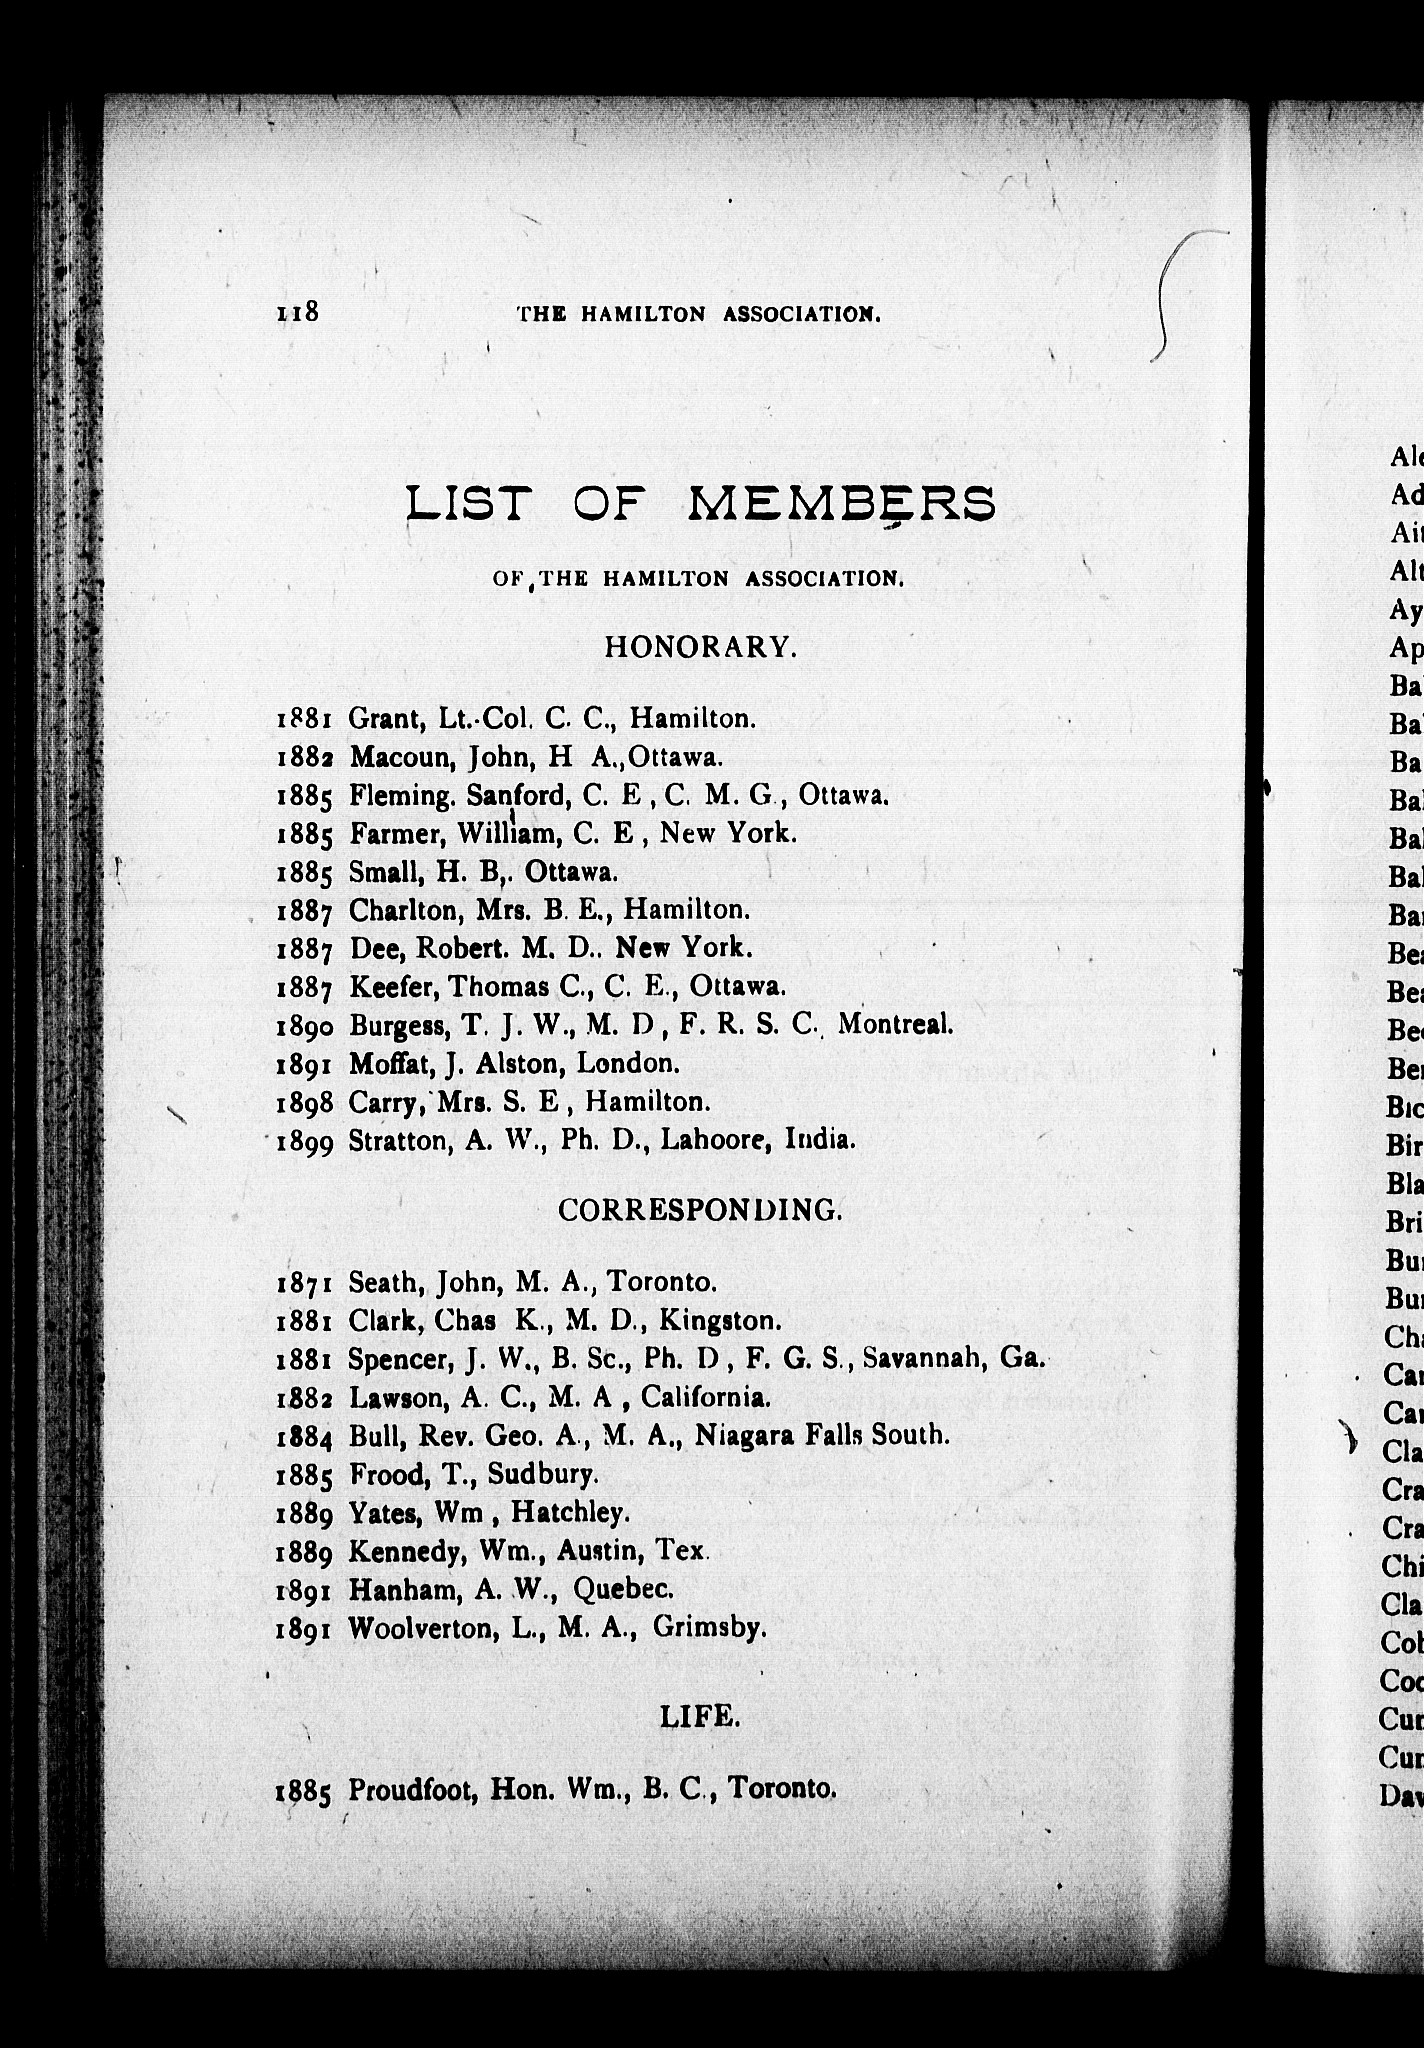 118 THE HAMILTON ASSOCIATION.
LIST OF MEMBERS
OF THE HAMILTON ASSOCIATION.
HONORARY.
1881 Grant, Lt.-Col. C. C., Hamilton.
1882 Macoun, John, H A., Ottawa.
1885 Fleming. Sanford, C. E , C. M. G., Ottawa.
1885 Farmer, William, C. E , New York.
1885 Small, H. B,. Ottawa.
1887 Charlton, Mrs. B. E., Hamilton.
1887 Dee, Robert. M. D.. New York.
1887 Keefer, Thomas C., C. E., Ottawa.
1890 Burgess, T. J. W., M. D , F. R. S. C., Montreal.
1891 Moffat, J. Alston, London.
1898 Carry, Mrs. S. E , Hamilton.
1899 Stratton, A. W., Ph. D., Lahoore, India.
CORRESPONDING.
1871 Seath, John, M. A., Toronto.
1881 Clark, Chas K., M. D., Kingston.
1881 Spencer, J. W., B. Sc., Ph. D , F. G. S., Savannah, Ga.
1882 Lawson, A. C., M. A , California.
1884 Bull, Rev. Geo. A., M. A., Niagara Falls South.
1885 Frood, T., Sudbury.
1889 Yates, Wm , Hatchley.
1889 Kennedy, Wm., Austin, Tex.
1891 Hanham, A. W., Quebec.
1891 Woolverton, L., M. A., Grimsby.
LIFE.
1885 Proudfoot, Hon. Wm., B. C., Toronto.